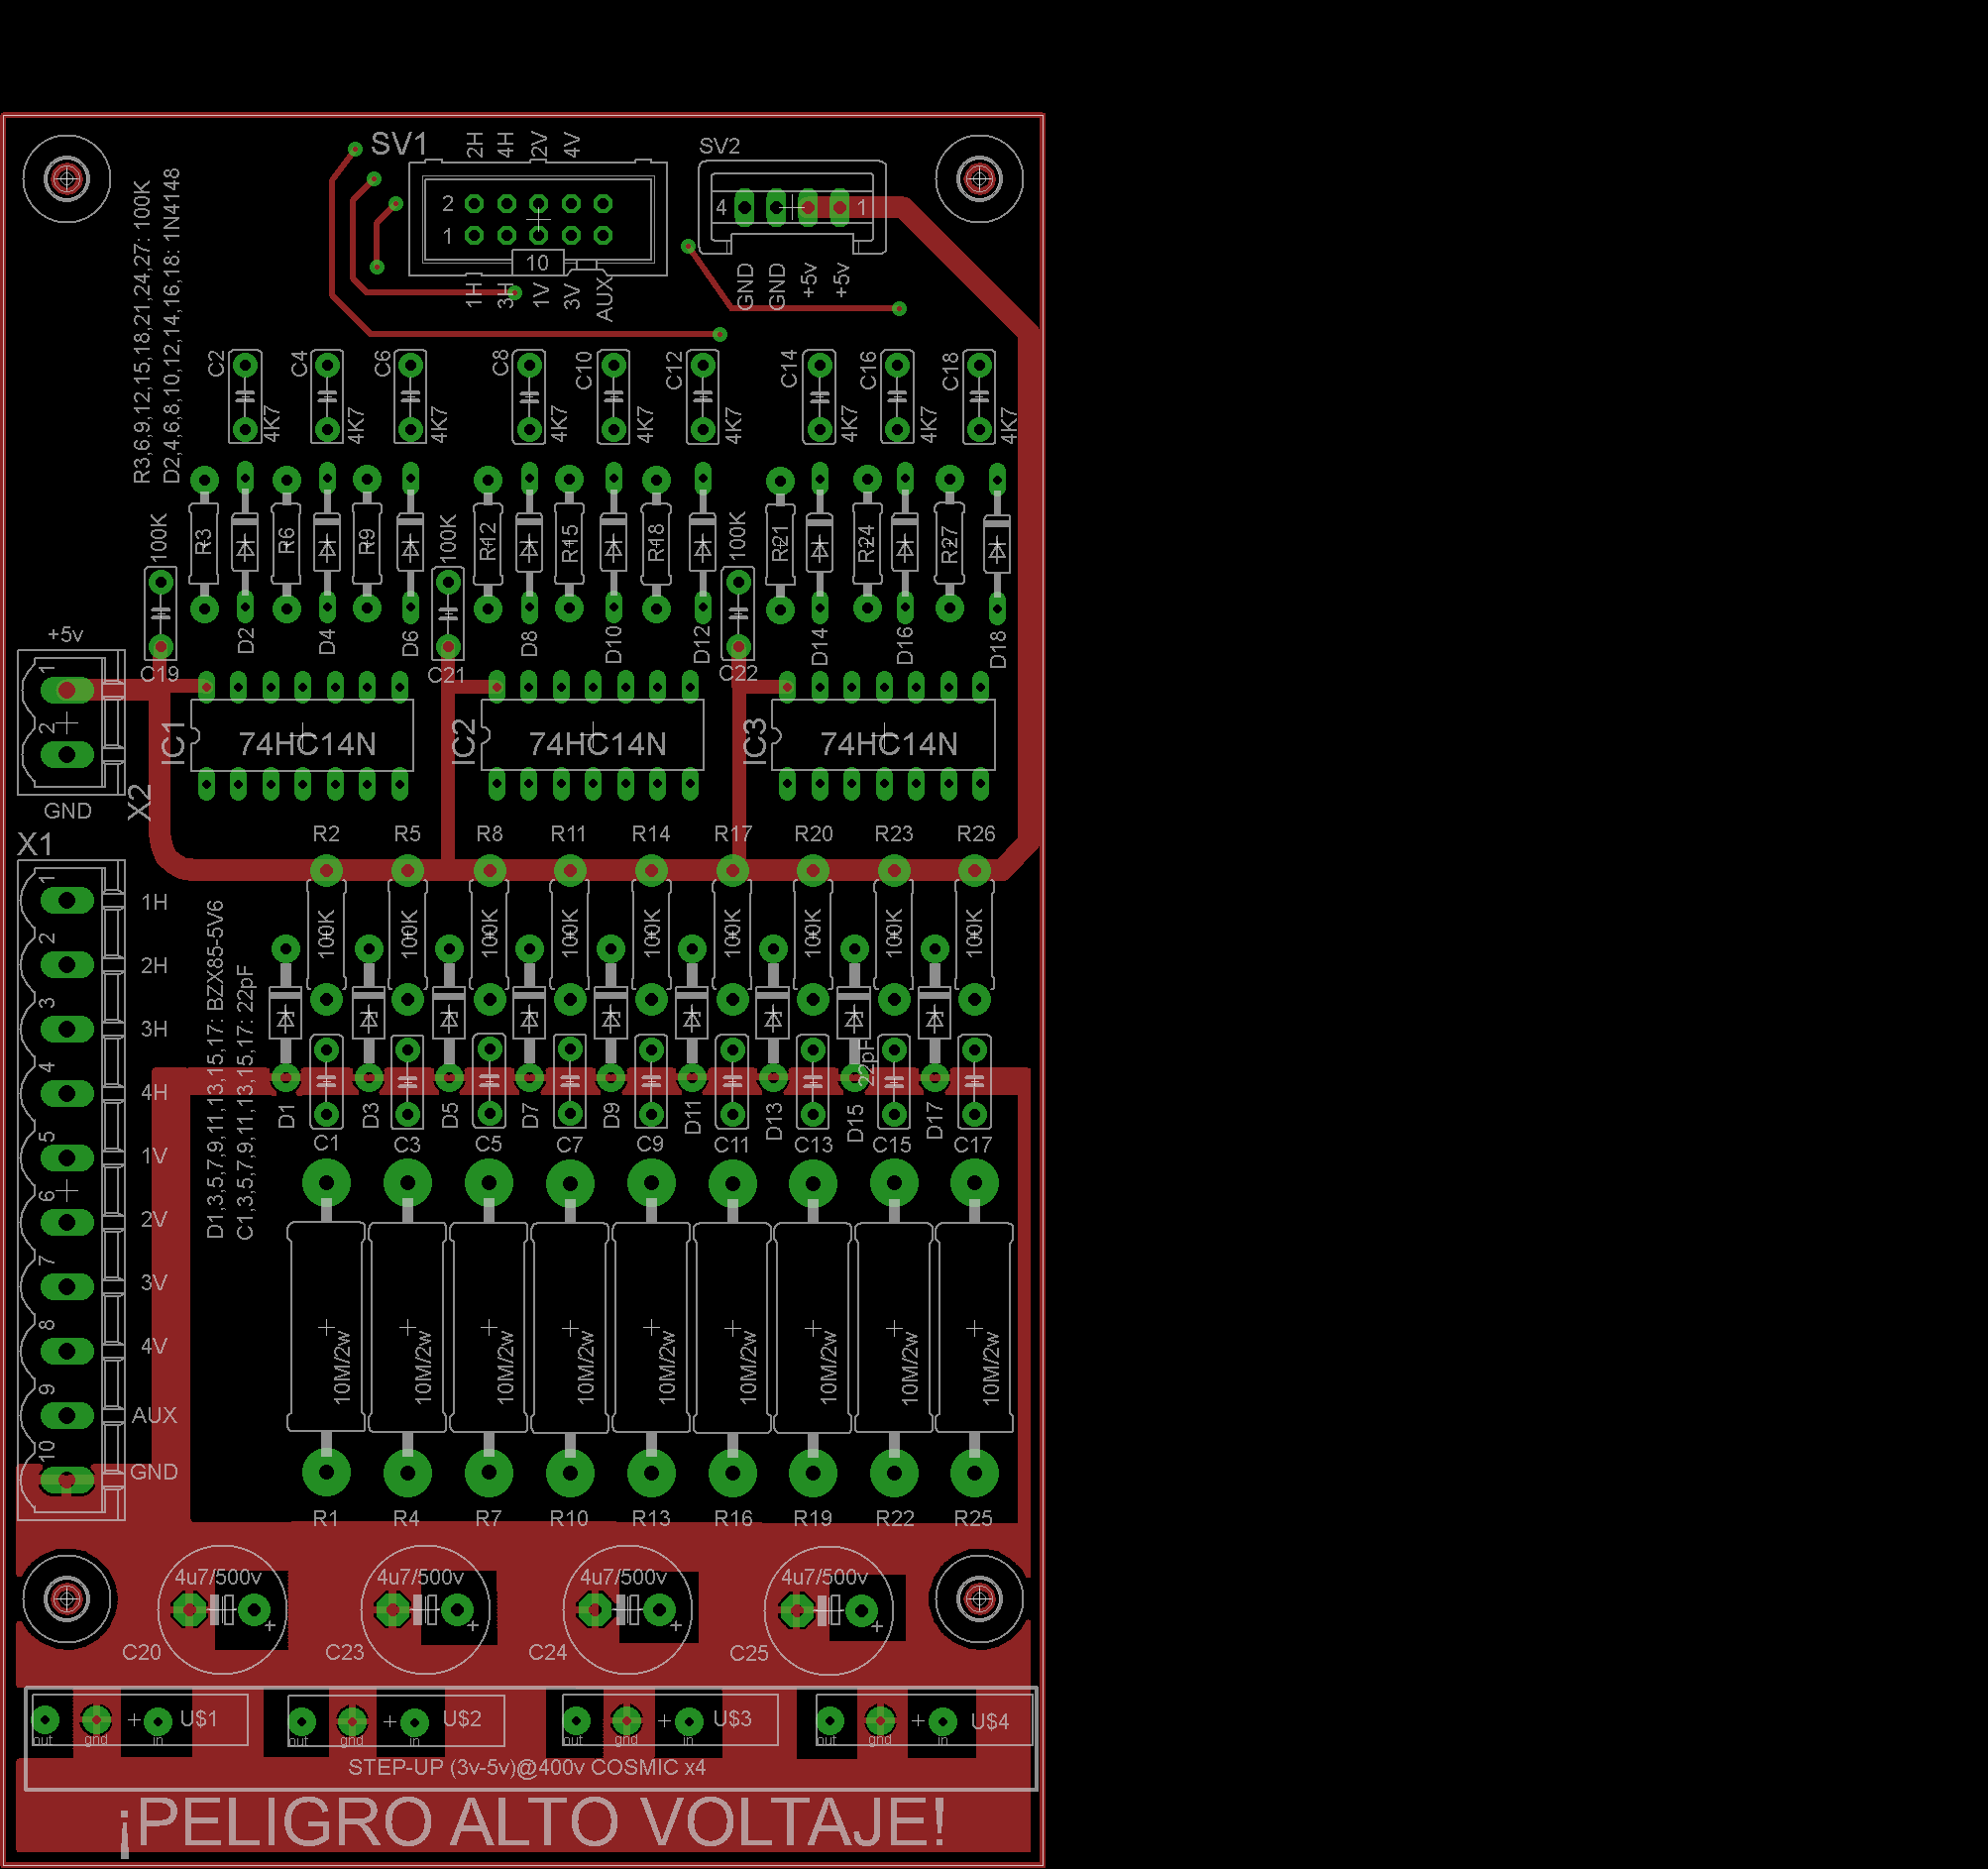 SV1
2H 4H 2V 4V
SV2
2
1
10
4 1
1H 3H 1V 3V AUX
GND GND +5v +5v
R3,6,9,12,15,18,21,24,27: 100K
D2,4,6,8,10,12,14,16,18: 1N4148
C2 C4 C6 C8 C10 C12 C14 C16 C18
4K7 4K7 4K7 4K7 4K7 4K7 4K7 4K7 4K7
100K R3 R6 R9 100K R12 R15 R18 100K R21 R24 R27
D2 D4 D6 D8 D10 D12 D14 D16 D18
C19 C21 C22
+5v
1
2
GND
X2
IC1 74HC14N IC2 74HC14N IC3 74HC14N
R2 R5 R8 R11 R14 R17 R20 R23 R26
X1
1 1H
2 2H
3 3H
4 4H
5 1V
6 2V
7 3V
8 4V
9 AUX
10 GND
D1,3,5,7,9,11,13,15,17: BZX85-5V6
C1,3,5,7,9,11,13,15,17: 22pF
100K 100K 100K 100K 100K 100K 100K 100K 100K
22pF
D1 D3 D5 D7 D9 D11 D13 D15 D17
C1 C3 C5 C7 C9 C11 C13 C15 C17
10M/2w 10M/2w 10M/2w 10M/2w 10M/2w 10M/2w 10M/2w 10M/2w 10M/2w
R1 R4 R7 R10 R13 R16 R19 R22 R25
4u7/500v 4u7/500v 4u7/500v 4u7/500v
+ + + +
C20 C23 C24 C25
U$1 U$2 U$3 U$4
out gnd in out gnd in out gnd in out gnd in
STEP-UP (3v-5v)@400v COSMIC x4
¡PELIGRO ALTO VOLTAJE!